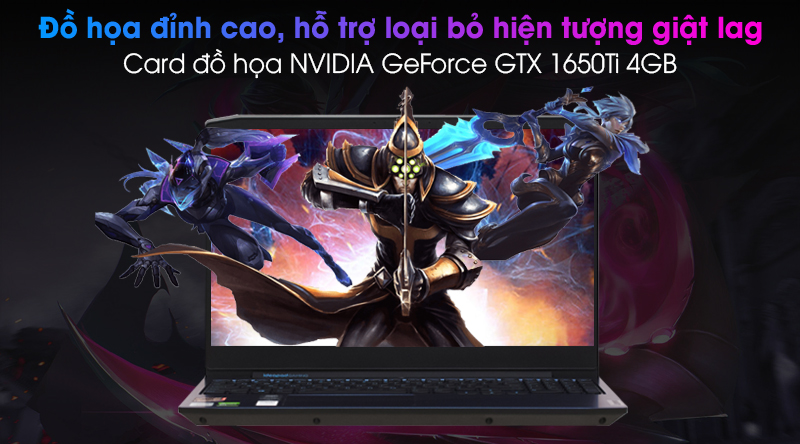 Đồ họa đỉnh cao, hỗ trợ loại bỏ hiện tượng giật lag
Card đồ họa NVIDIA GeForce GTX 1650Ti 4GB